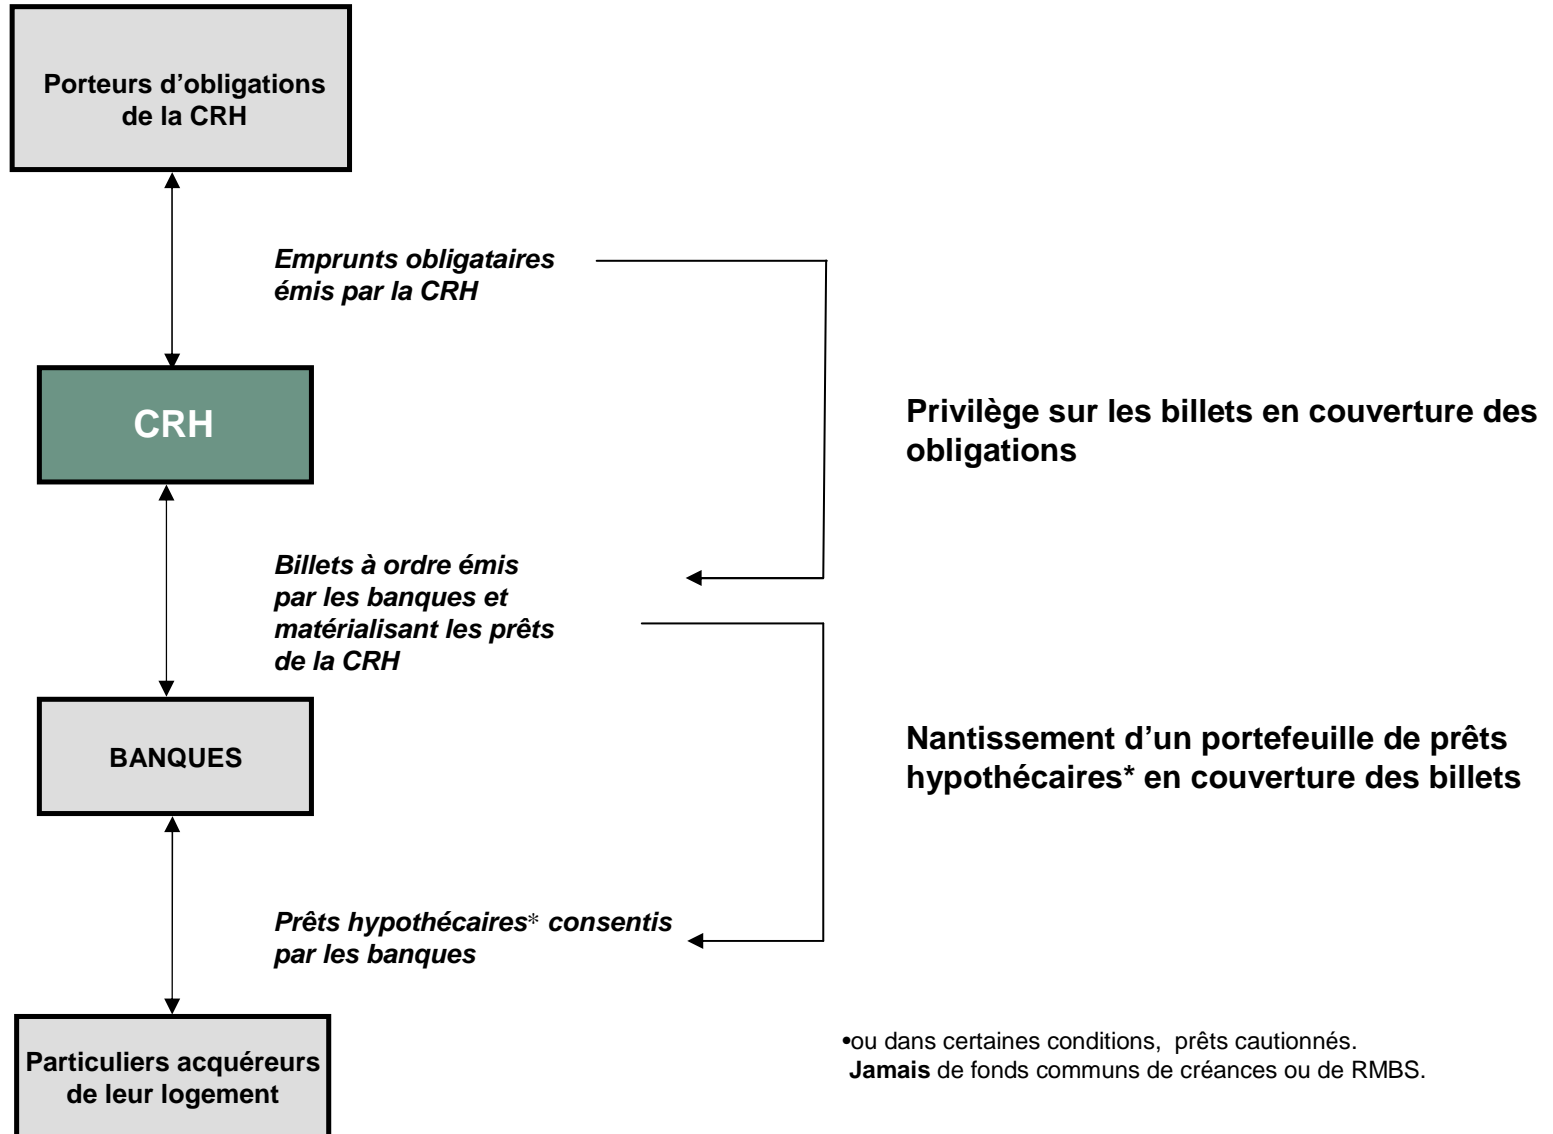 Porteurs d’obligations
de la CRH
Emprunts obligataires
émis par la CRH
CRH
Privilège sur les billets en couverture des
obligations
Billets à ordre émis
par les banques et
matérialisant les prêts
de la CRH
BANQUES
Nantissement d’un portefeuille de prêts
hypothécaires* en couverture des billets
Prêts hypothécaires* consentis
par les banques
Particuliers acquéreurs
de leur logement
•ou dans certaines conditions, prêts cautionnés.
Jamais de fonds communs de créances ou de RMBS.